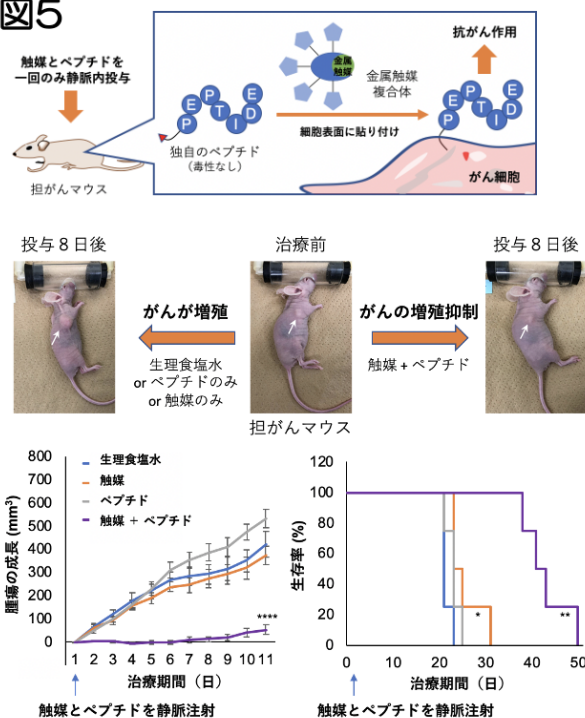 図5
触媒とペプチドを
一回のみ静脈内投与
担がんマウス
PEPTIDE
独自のペプチド
(毒性なし)
金属
触媒
金属触媒
複合体
細胞表面に貼り付け
抗がん作用
PEPTIDE
がん細胞
投与8日後
治療前
投与8日後
がんが増殖
生理食塩水
or ペプチドのみ
or 触媒のみ
がんの増殖抑制
触媒 + ペプチド
担がんマウス
腫瘍の成長 (mm³)
800
700
600
500
400
300
200
100
0
生理食塩水
触媒
ペプチド
触媒 + ペプチド
****
1 2 3 4 5 6 7 8 9 10 11
治療期間(日)
触媒とペプチドを静脈注射
生存率 (%)
120
100
80
60
40
20
0
*
**
0 10 20 30 40 50
治療期間(日)
触媒とペプチドを静脈注射